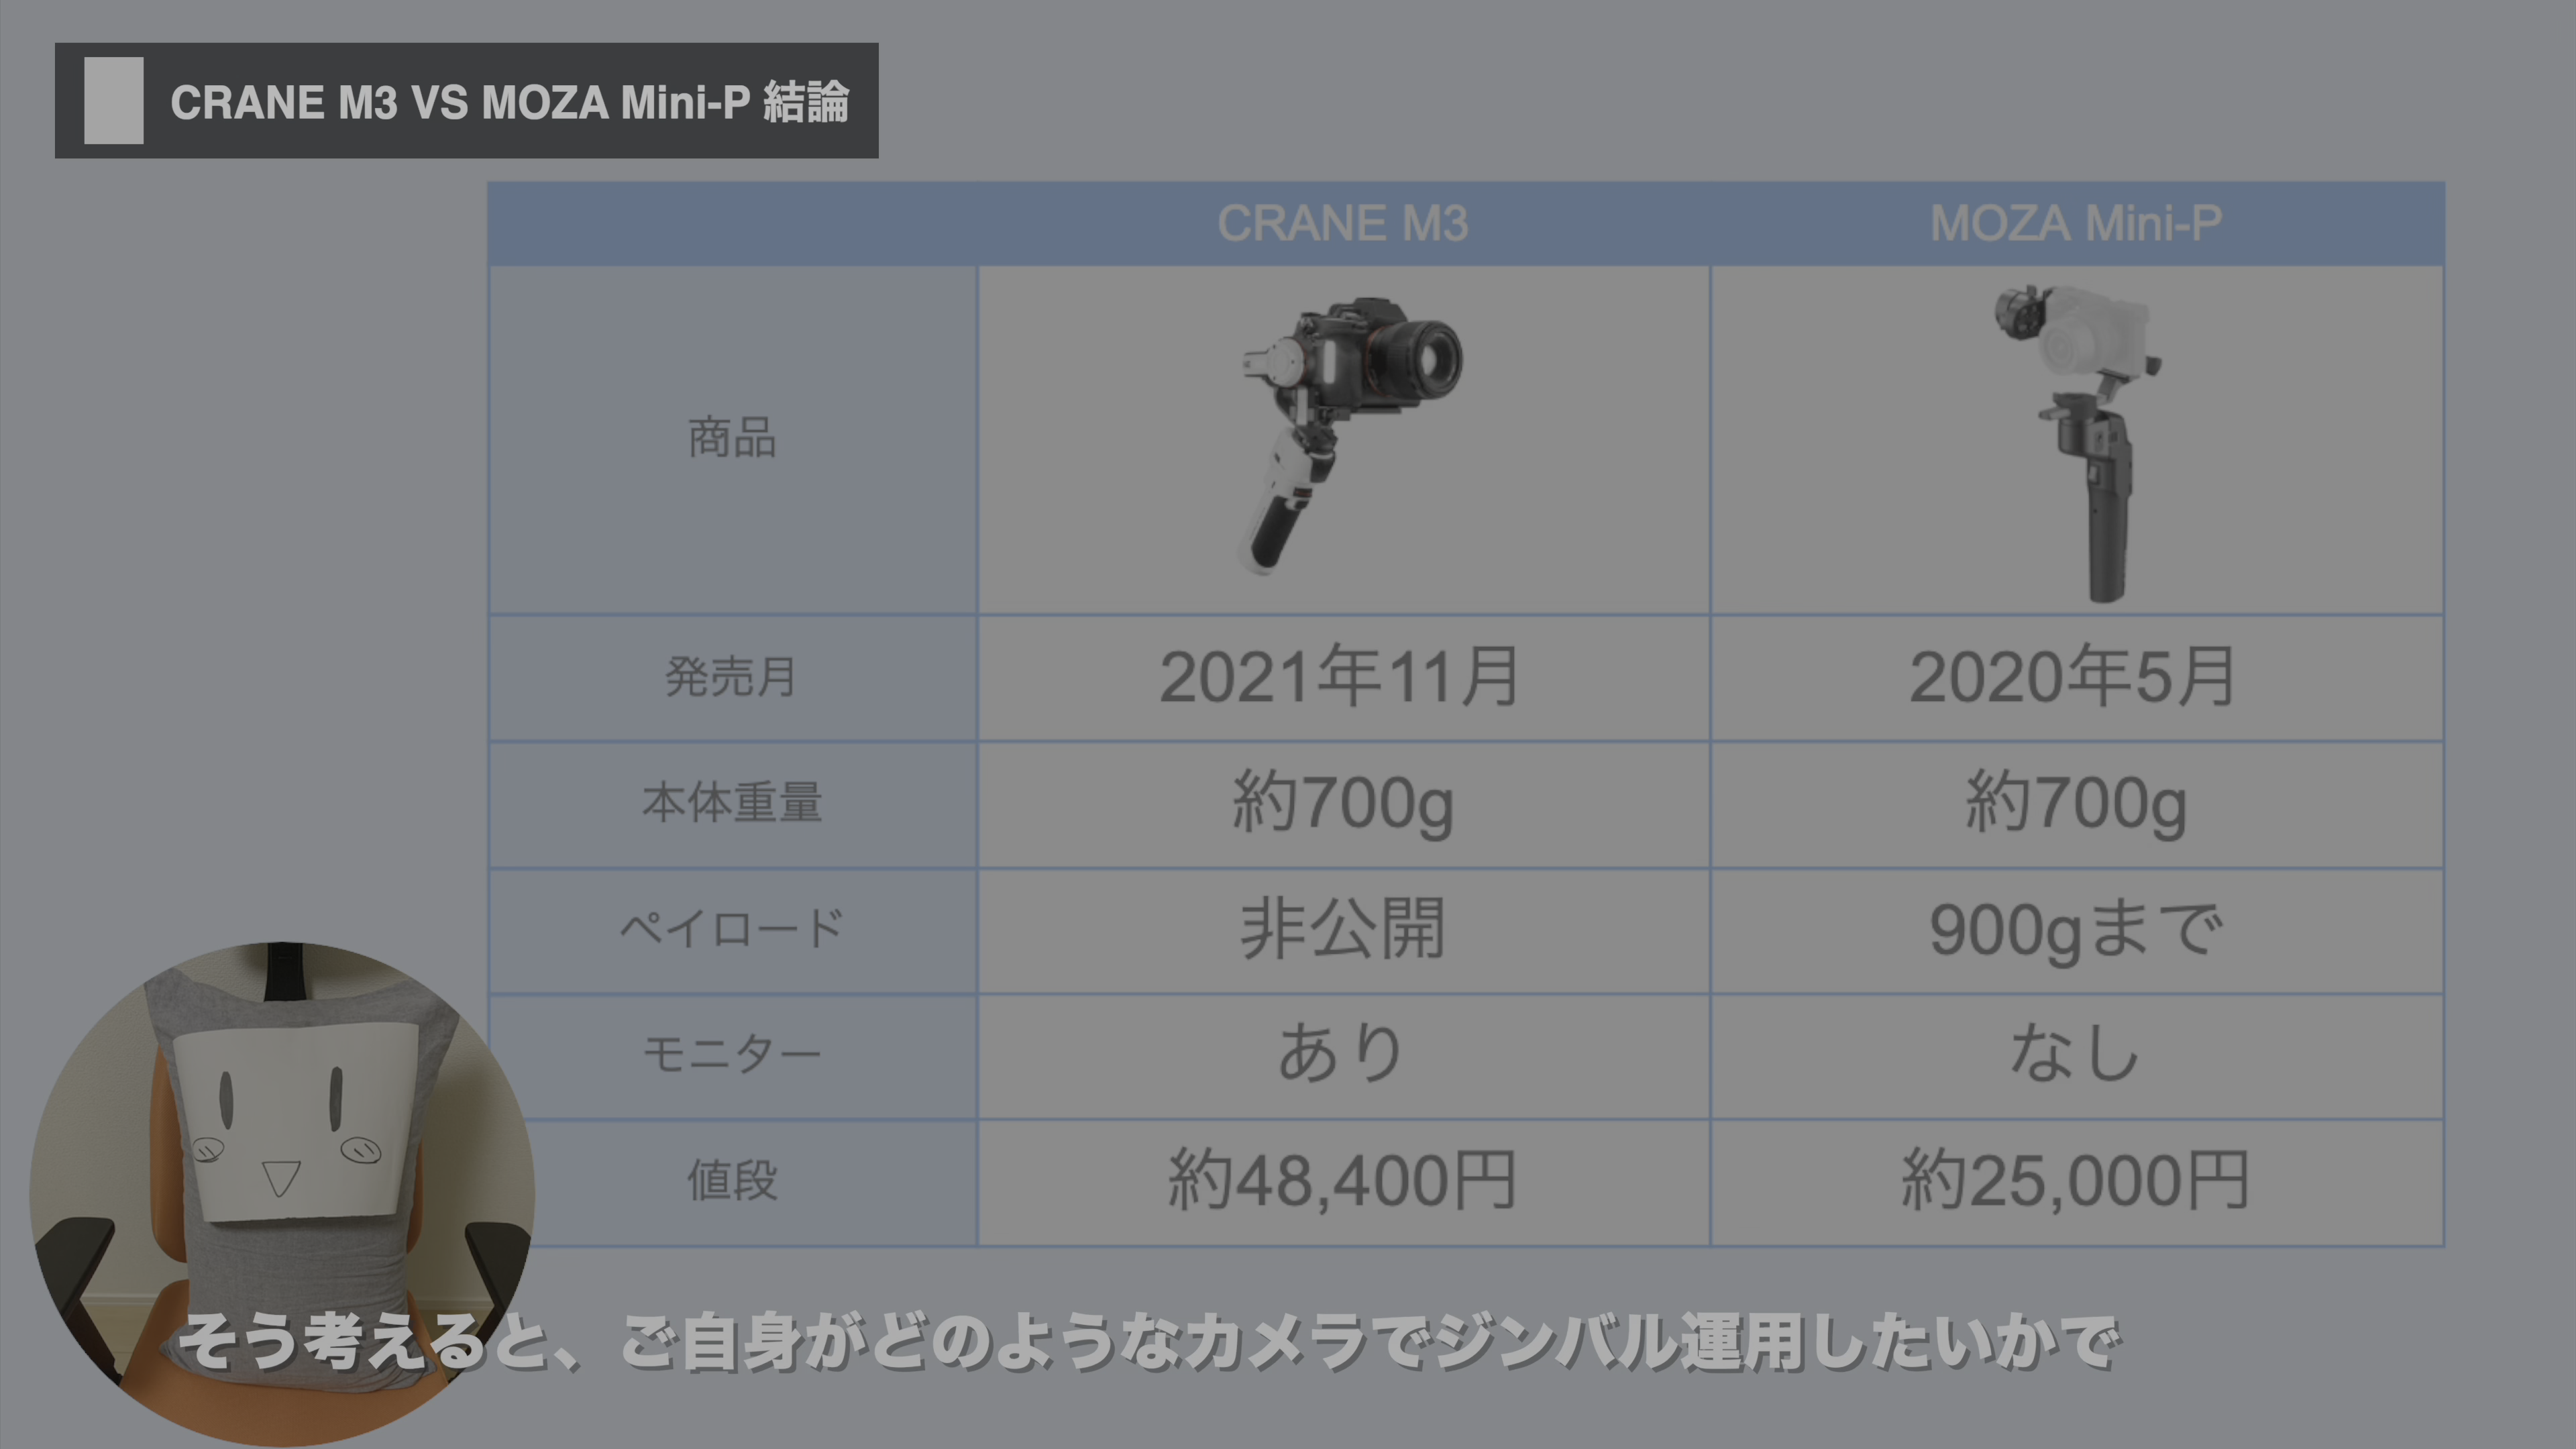 CRANE M3 VS MOZA Mini-P 結論
CRANE M3 MOZA Mini-P
商品
発売月 2021年11月 2020年5月
本体重量 約700g 約700g
ペイロード 非公開 900gまで
モニター あり なし
値段 約48,400円 約25,000円
そう考えると、ご自身がどのようなカメラでジンバル運用したいかで